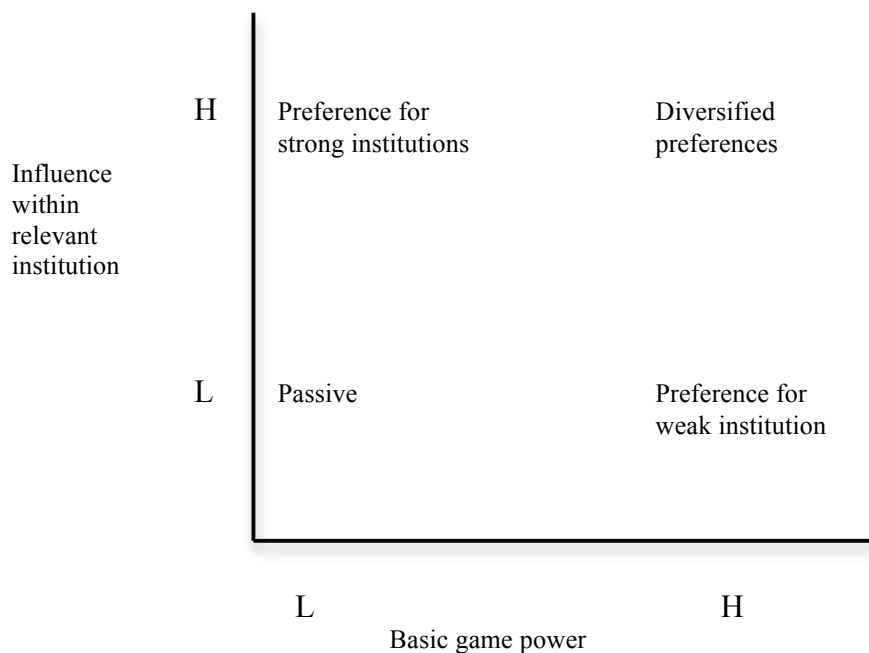 H
Preference for
strong institutions
Diversified
preferences
Influence
within
relevant
institution
L
Passive
Preference for
weak institution
L
H
Basic game power